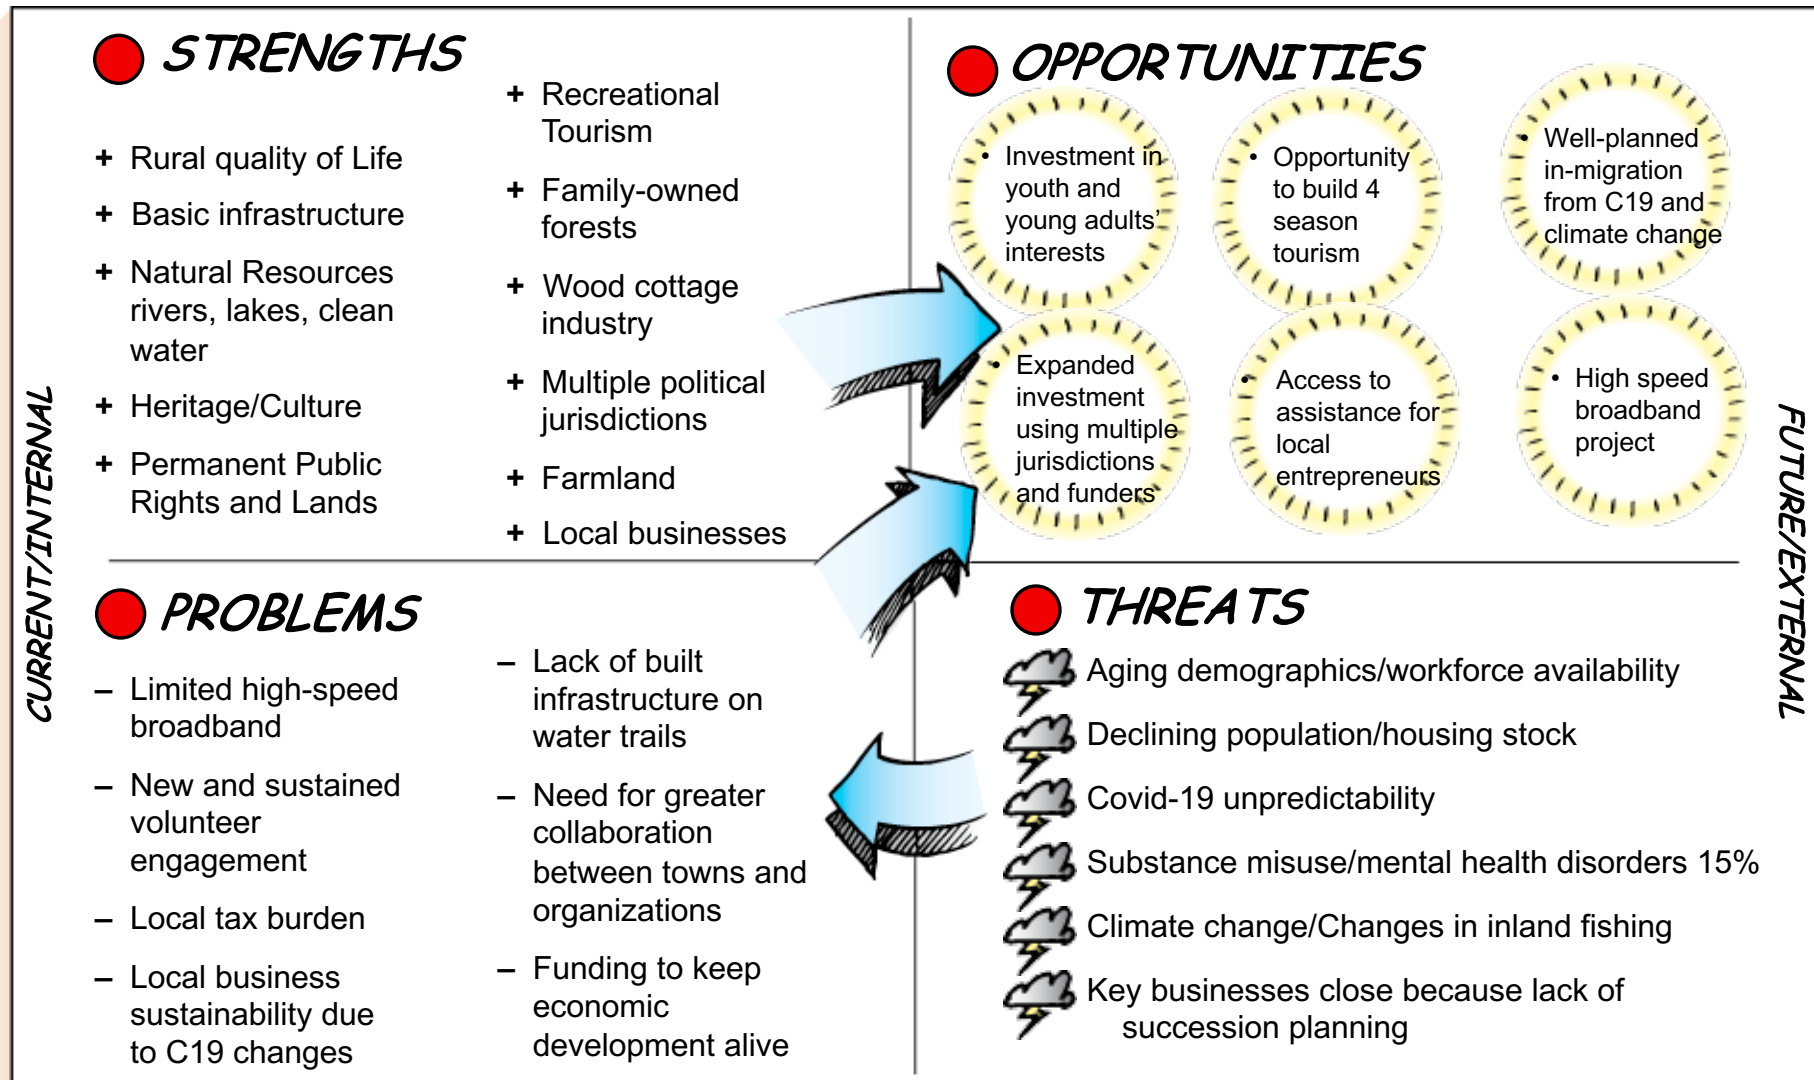 STRENGTHS
+ Rural quality of Life
+ Basic infrastructure
+ Natural Resources
rivers, lakes, clean
water
+ Heritage/Culture
+ Permanent Public
Rights and Lands
+ Recreational
Tourism
+ Family-owned
forests
+ Wood cottage
industry
+ Multiple political
jurisdictions
+ Farmland
+ Local businesses
OPPORTUNITIES
• Investment in
youth and
young adults’
interests
• Opportunity
to build 4
season
tourism
• Well-planned
in-migration
from C19 and
climate change
• Expanded
investment
using multiple
jurisdictions
and funders
• Access to
assistance for
local
entrepreneurs
• High speed
broadband
project
CURRENT/INTERNAL
FUTURE/EXTERNAL
PROBLEMS
– Limited high-speed
broadband
– New and sustained
volunteer
engagement
– Local tax burden
– Local business
sustainability due
to C19 changes
– Lack of built
infrastructure on
water trails
– Need for greater
collaboration
between towns and
organizations
– Funding to keep
economic
development alive
THREATS
Aging demographics/workforce availability
Declining population/housing stock
Covid-19 unpredictability
Substance misuse/mental health disorders 15%
Climate change/Changes in inland fishing
Key businesses close because lack of
succession planning